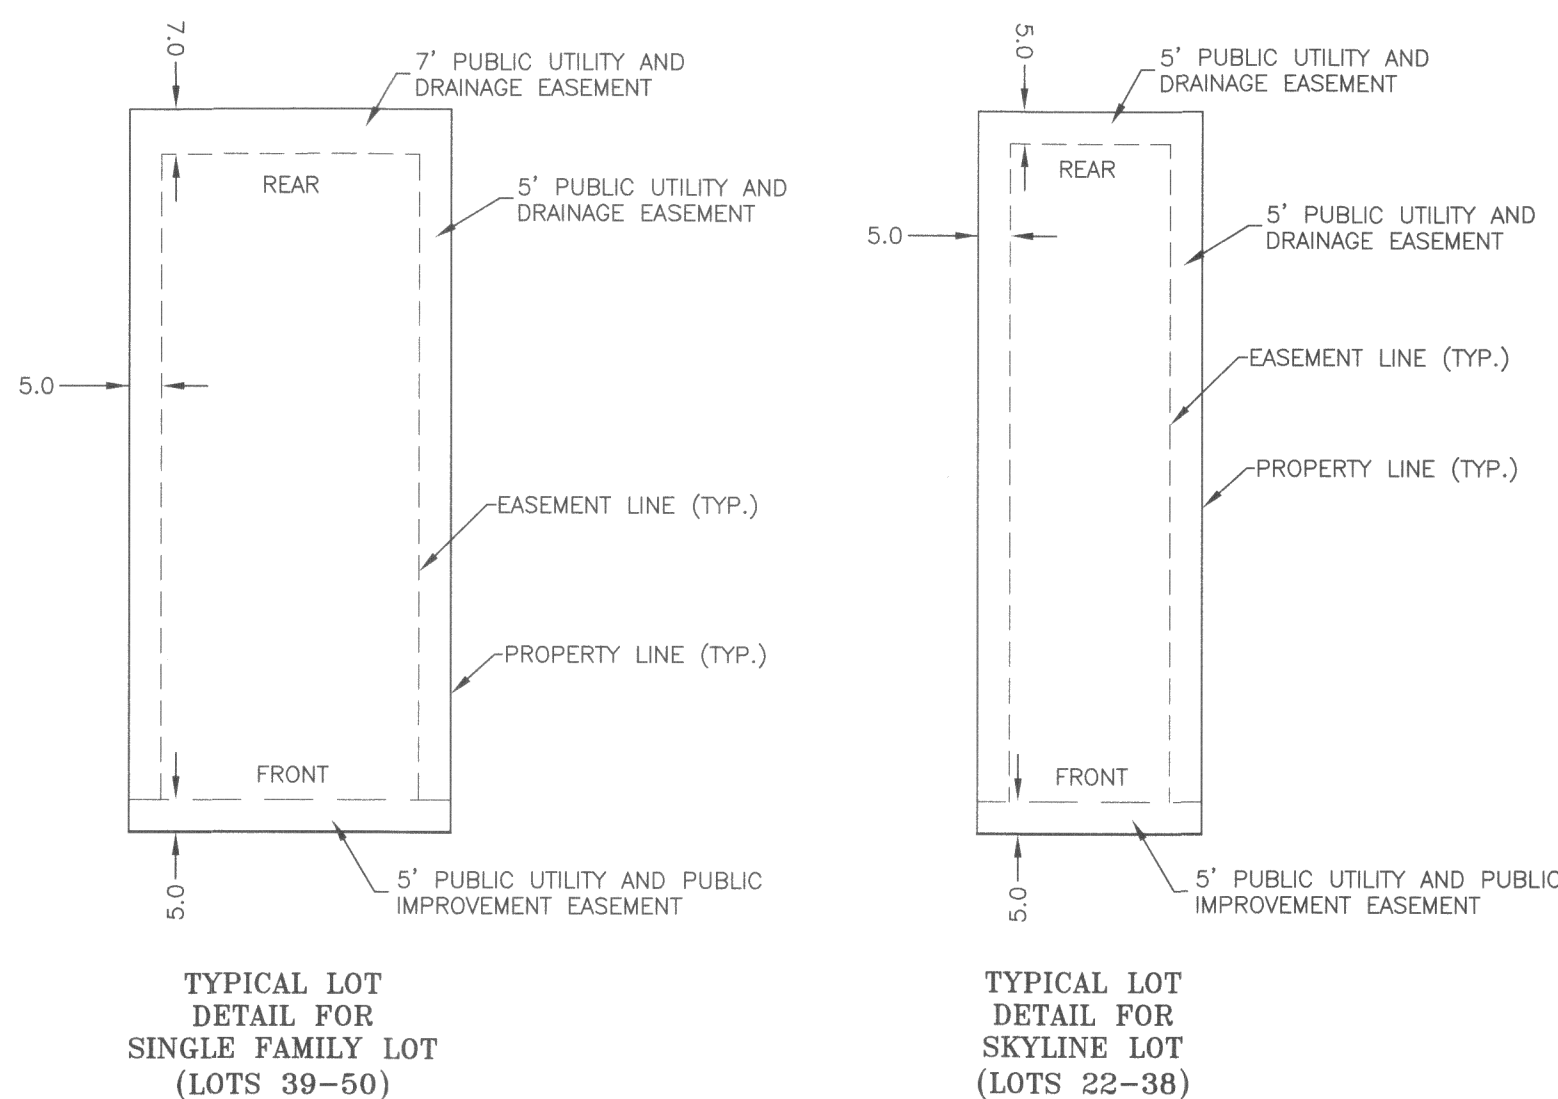 7.0
7' PUBLIC UTILITY AND
DRAINAGE EASEMENT
REAR
5' PUBLIC UTILITY AND
DRAINAGE EASEMENT
5.0
EASEMENT LINE (TYP.)
PROPERTY LINE (TYP.)
FRONT
5.0
5' PUBLIC UTILITY AND PUBLIC
IMPROVEMENT EASEMENT
TYPICAL LOT
DETAIL FOR
SINGLE FAMILY LOT
(LOTS 39-50)
5.0
5' PUBLIC UTILITY AND
DRAINAGE EASEMENT
REAR
5' PUBLIC UTILITY AND
DRAINAGE EASEMENT
5.0
EASEMENT LINE (TYP.)
PROPERTY LINE (TYP.)
FRONT
5.0
5' PUBLIC UTILITY AND PUBLIC
IMPROVEMENT EASEMENT
TYPICAL LOT
DETAIL FOR
SKYLINE LOT
(LOTS 22-38)